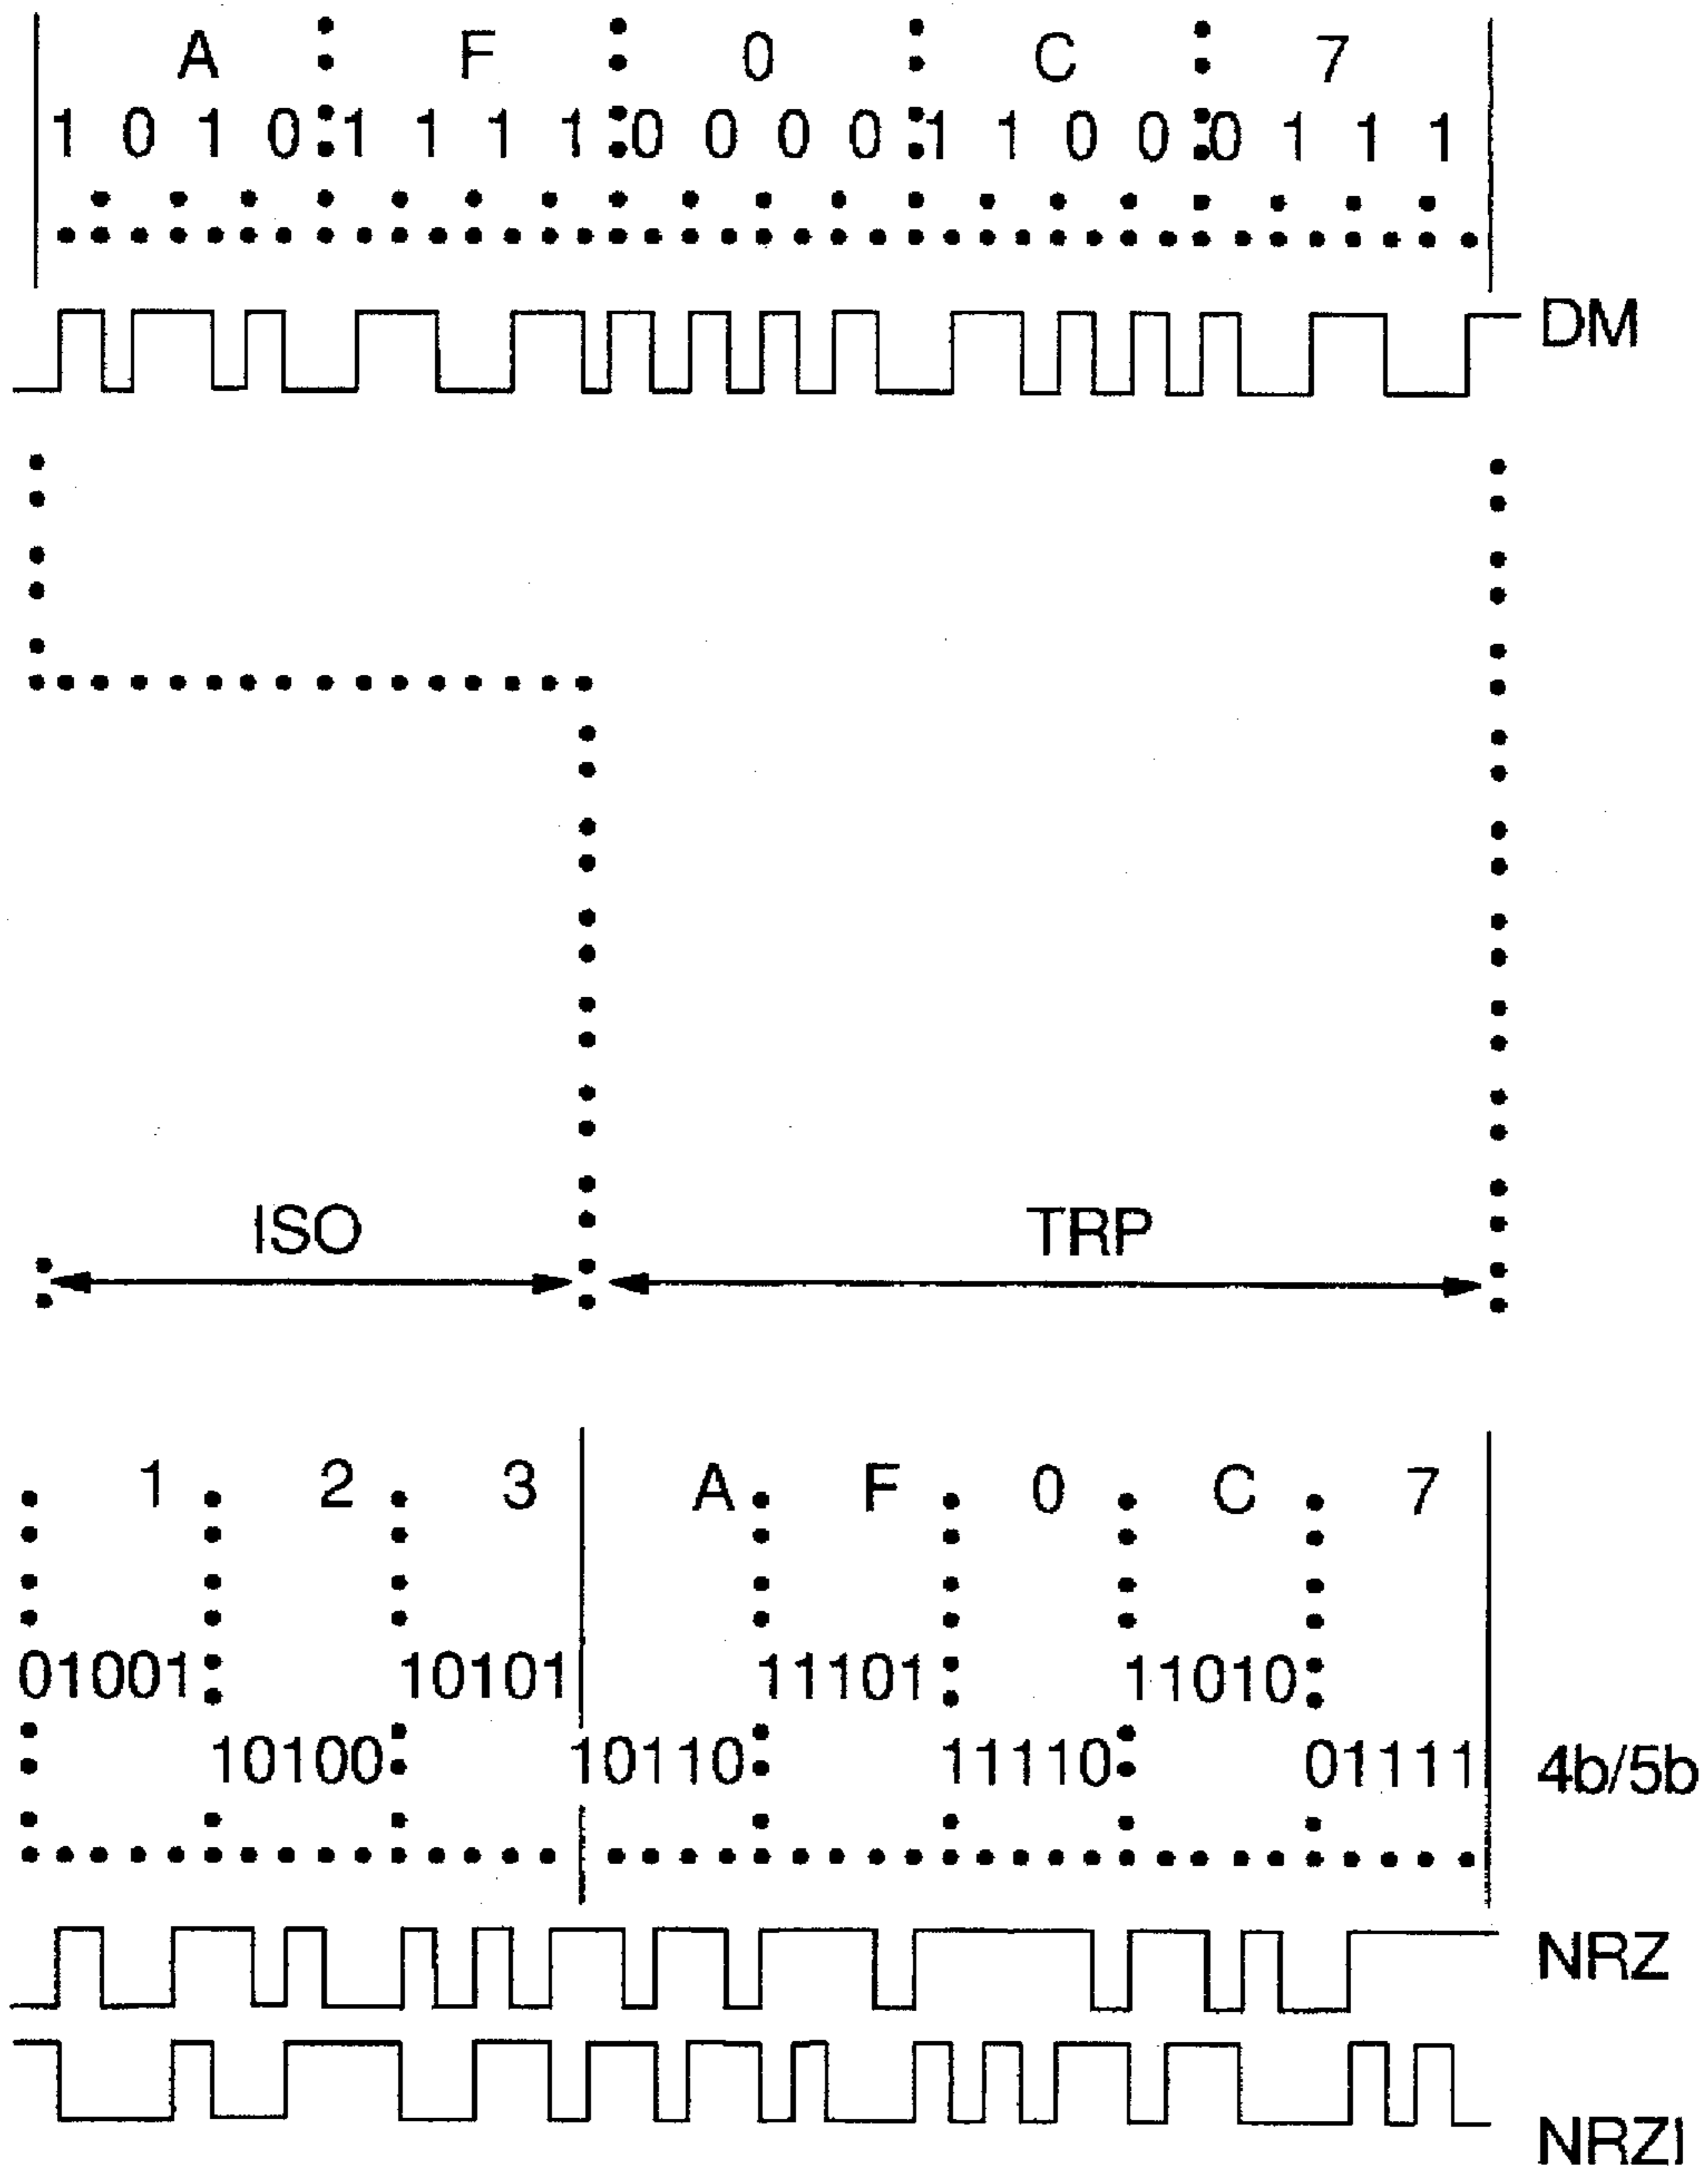 A F 0 C 7
1 0 1 0 1 1 1 1 0 0 0 0 1 1 0 0 0 1 1 1
DM
ISO TRP
1 2 3 A F 0 C 7
01001 10101 11101 11010
10100 10110 11110 01111 4b/5b
NRZ
NRZI